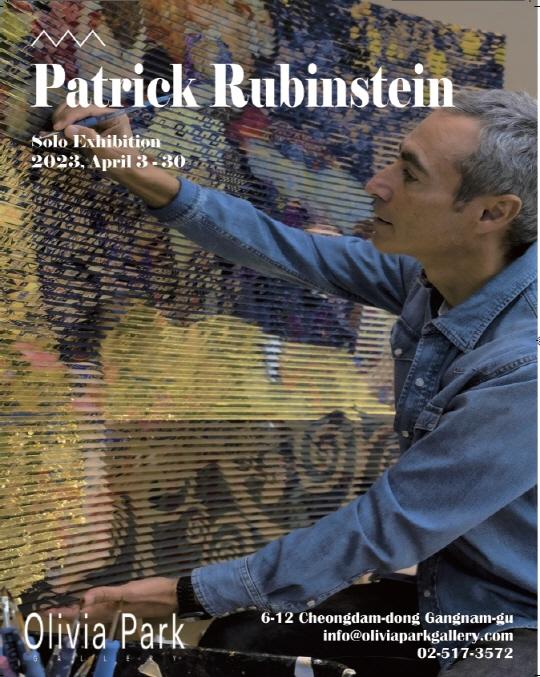 Patrick Rubinstein
Solo Exhibition
2023, April 3 - 30
Olivia Park
GALLERY
6-12 Cheongdam-dong Gangnam-gu
info@oliviaparkgallery.com
02-517-3572